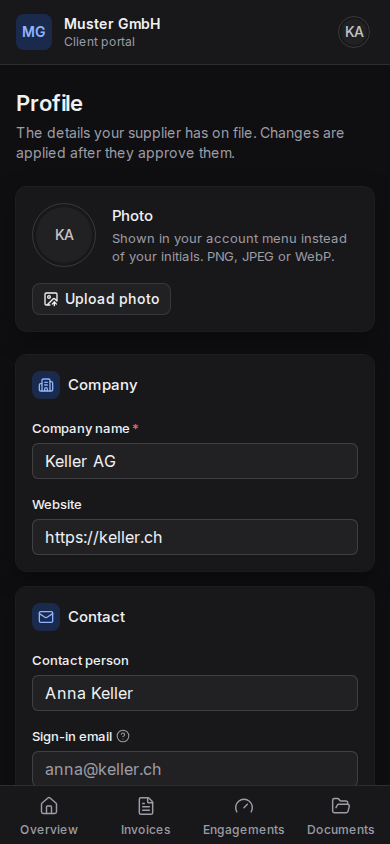 MG
Muster GmbH
Client portal
KA
Profile
The details your supplier has on file. Changes are
applied after they approve them.
KA
Photo
Shown in your account menu instead
of your initials. PNG, JPEG or WebP.
Upload photo
Company
Company name *
Keller AG
Website
https://keller.ch
Contact
Contact person
Anna Keller
Sign-in email
anna@keller.ch
Overview
Invoices
Engagements
Documents